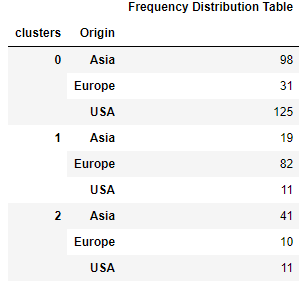 Frequency Distribution Table
clusters Origin
0 Asia 98
Europe 31
USA 125
1 Asia 19
Europe 82
USA 11
2 Asia 41
Europe 10
USA 11